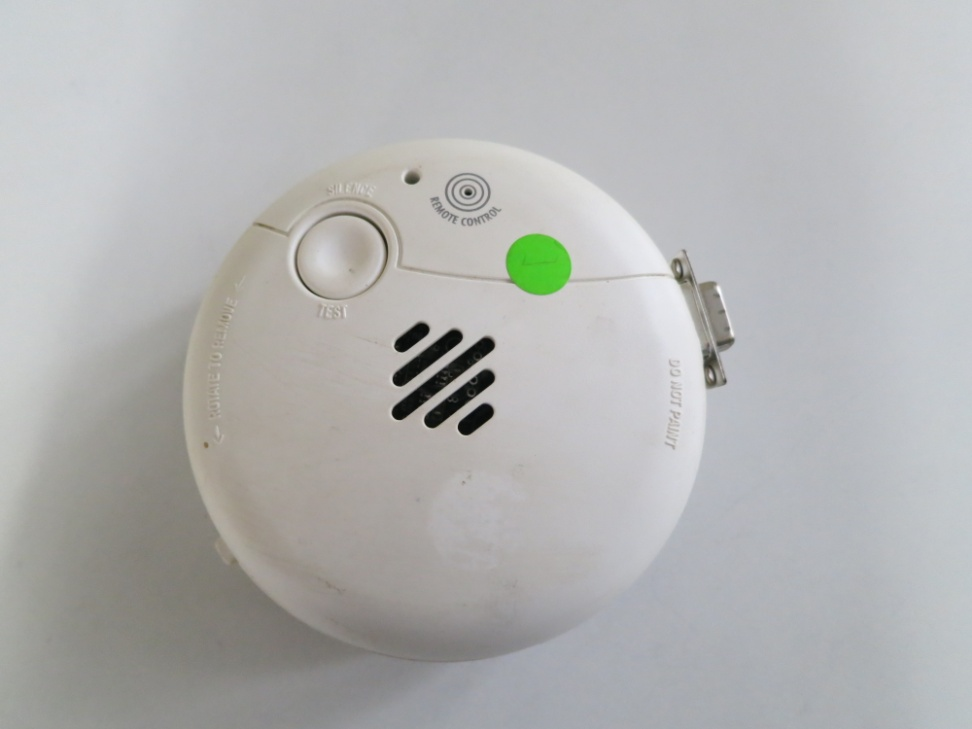 SILENCE
REMOTE CONTROL
TEST
ROTATE TO REMOVE
DO NOT PAINT